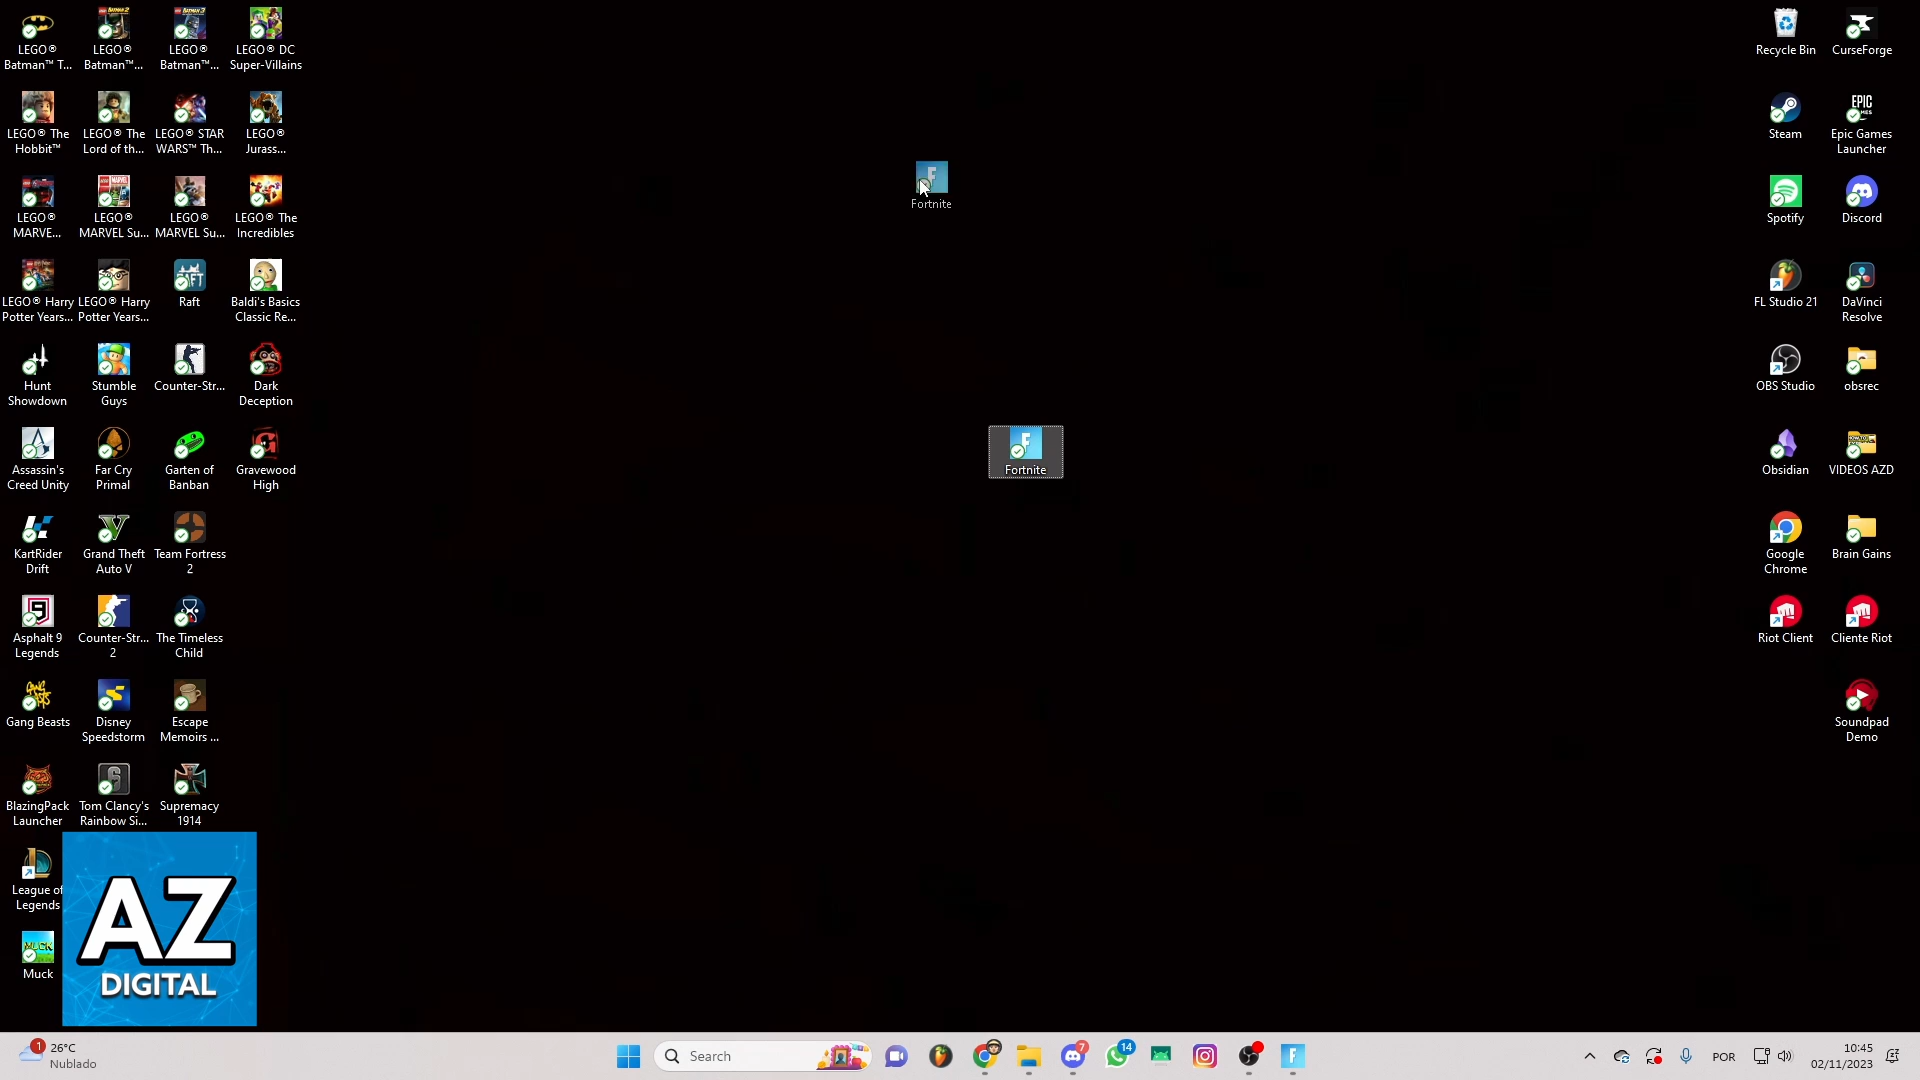 LEGO®
Batman™ T...
LEGO®
Batman™...
LEGO®
Batman™...
LEGO® DC
Super-Villains
LEGO® The
Hobbit™
LEGO® The
Lord of th...
LEGO® STAR
WARS™ Th...
LEGO®
Jurass...
LEGO®
MARVE...
LEGO®
MARVEL Su...
LEGO®
MARVEL Su...
LEGO® The
Incredibles
LEGO® Harry
Potter Years...
LEGO® Harry
Potter Years...
RAFT
Raft
Baldi's Basics
Classic Re...
Hunt
Showdown
Stumble
Guys
Counter-Str...
Dark
Deception
Assassin's
Creed Unity
Far Cry
Primal
Garten of
Banban
Gravewood
High
KartRider
Drift
Grand Theft
Auto V
Team Fortress
2
Asphalt 9
Legends
Counter-Str...
2
The Timeless
Child
Gang Beasts
Disney
Speedstorm
Escape
Memoirs ...
BlazingPack
Launcher
Tom Clancy's
Rainbow Si...
Supremacy
1914
League of
Legends
MUCK
Muck
AZ
DIGITAL
F
Fortnite
F
Fortnite
Recycle Bin
CurseForge
Steam
EPIC
GAMES
Epic Games
Launcher
Spotify
Discord
FL Studio 21
DaVinci
Resolve
OBS Studio
obsrec
Obsidian
VIDEOS AZD
Google
Chrome
Brain Gains
Riot Client
Cliente Riot
Soundpad
Demo
1
26°C
Nublado
Search
7
14
F
POR
10:45
02/11/2023